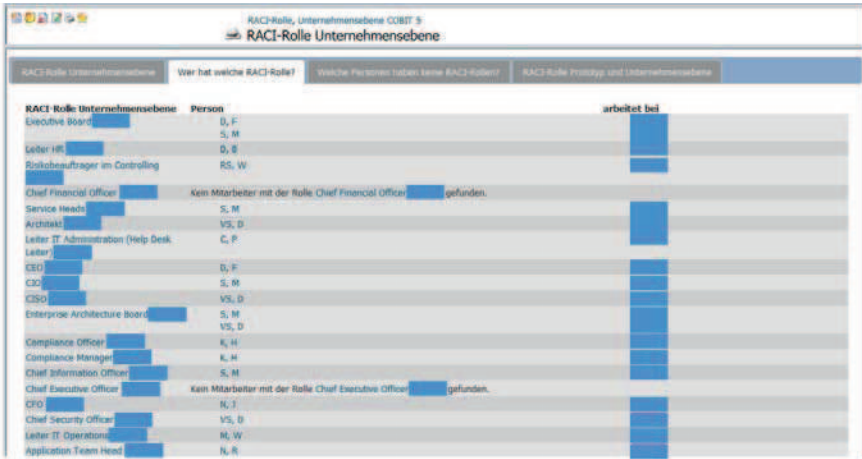 RACI-Rolle, Unternehmensebene COBIT 5
RACI-Rolle Unternehmensebene
RACI-Rolle Unternehmensebene Wer hat welche RACI-Rolle? Welche Personen haben keine RACI-Rollen? RACI-Rolle Prototyp und Unternehmensebene
RACI-Rolle Unternehmensebene Person arbeitet bei
Executive Board D, F
S, M
Leiter HR D, B
Risikobeauftrager im Controlling RS, W
Chief Financial Officer Kein Mitarbeiter mit der Rolle Chief Financial Officer gefunden.
Service Heads S, M
Architekt VS, D
Leiter IT Administration (Help Desk C, P
Leiter)
CEO D, F
CIO S, M
CISO VS, D
Enterprise Architecture Board S, M
VS, D
Compliance Officer K, H
Compliance Manager K, H
Chief Information Officer S, M
Chief Executive Officer Kein Mitarbeiter mit der Rolle Chief Executive Officer gefunden.
CFO N, J
Chief Security Officer VS, D
Leiter IT Operations M, W
Application Team Head N, R